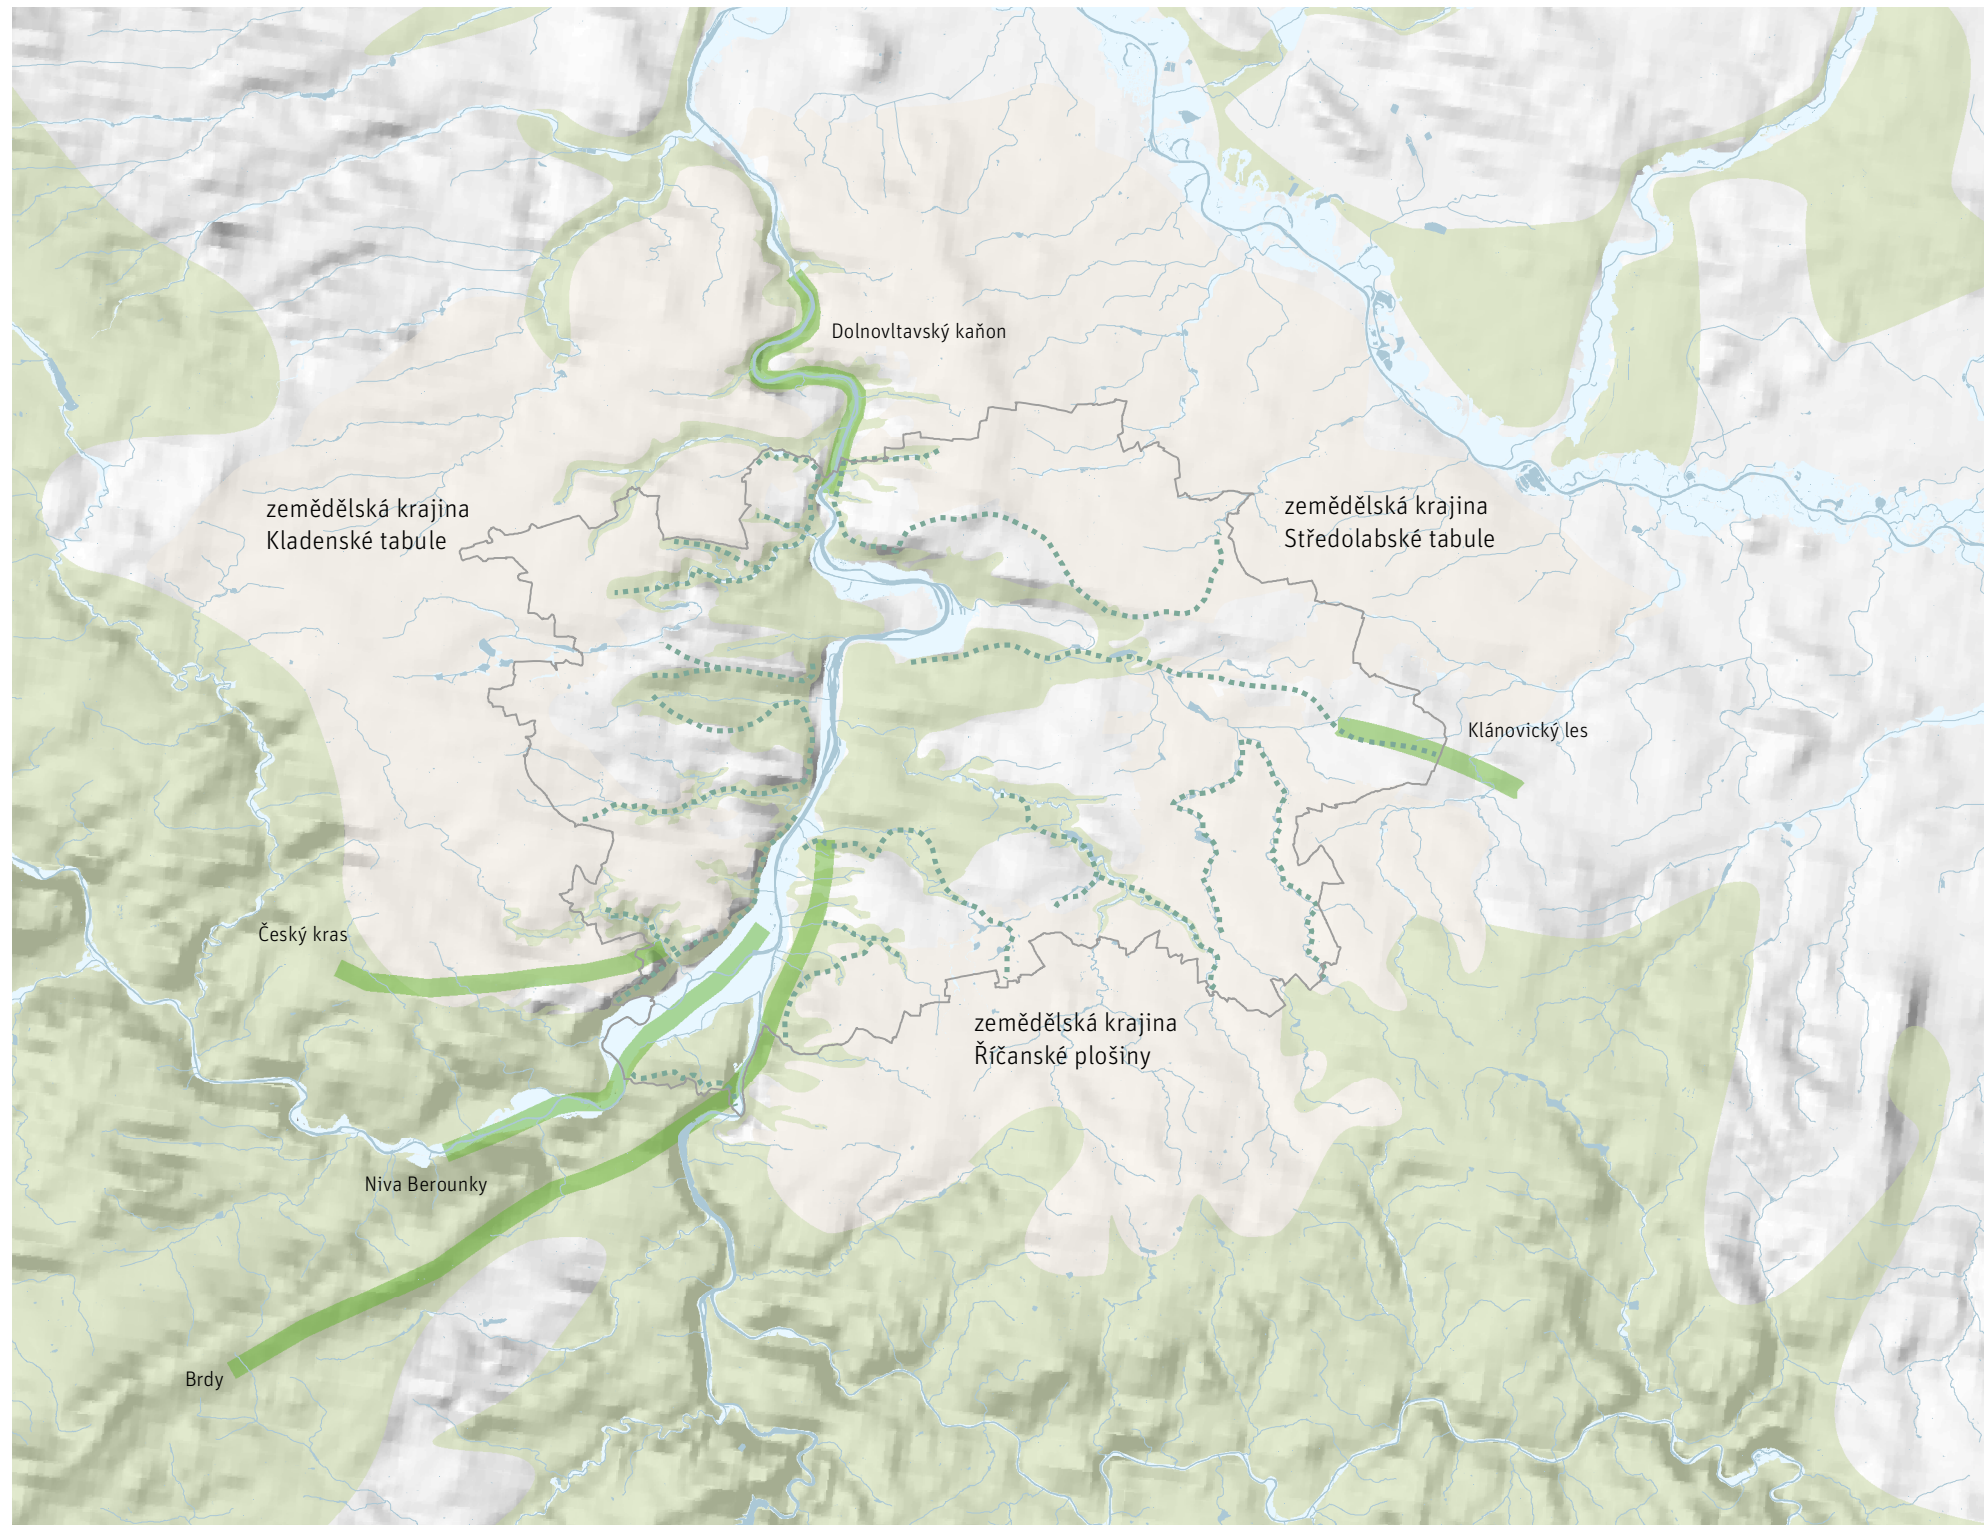 Dolnovltavský kaňon
zemědělská krajina
Kladenské tabule
zemědělská krajina
Středolabské tabule
Klánovický les
Český kras
zemědělská krajina
Říčanské plošiny
Niva Berounky
Brdy